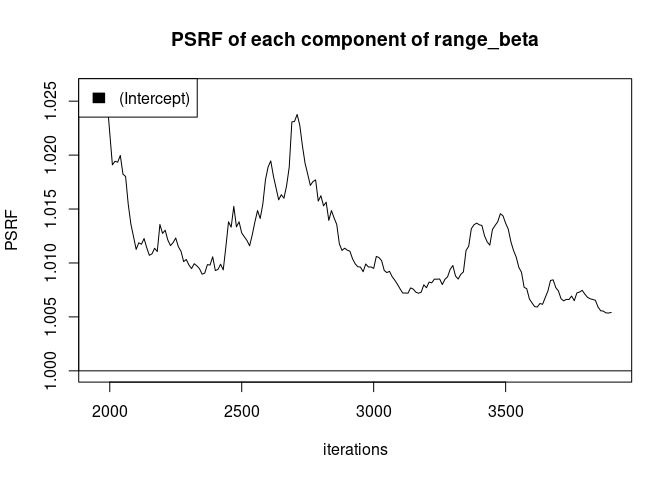 PSRF of each component of range_beta
(Intercept)
PSRF
1.025
1.020
1.015
1.010
1.005
1.000
2000 2500 3000 3500
iterations